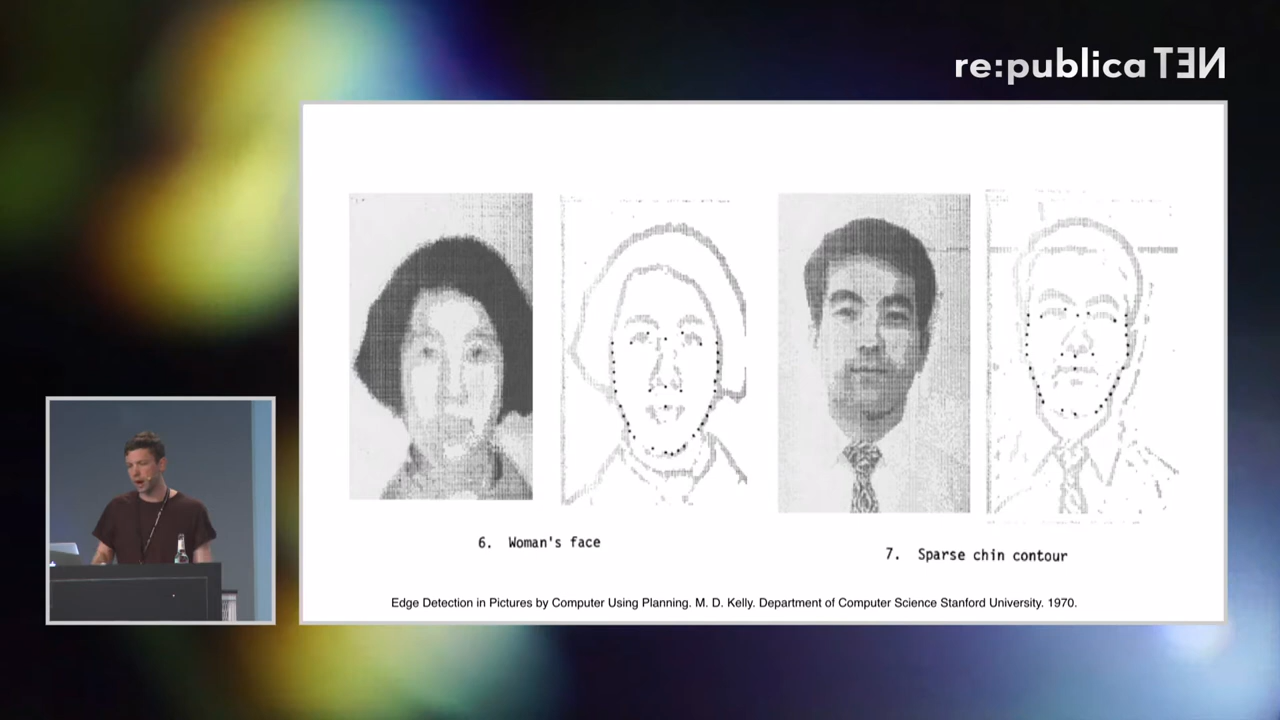 re:publica TEN
6. Woman's face
7. Sparse chin contour
Edge Detection in Pictures by Computer Using Planning. M. D. Kelly. Department of Computer Science Stanford University. 1970.